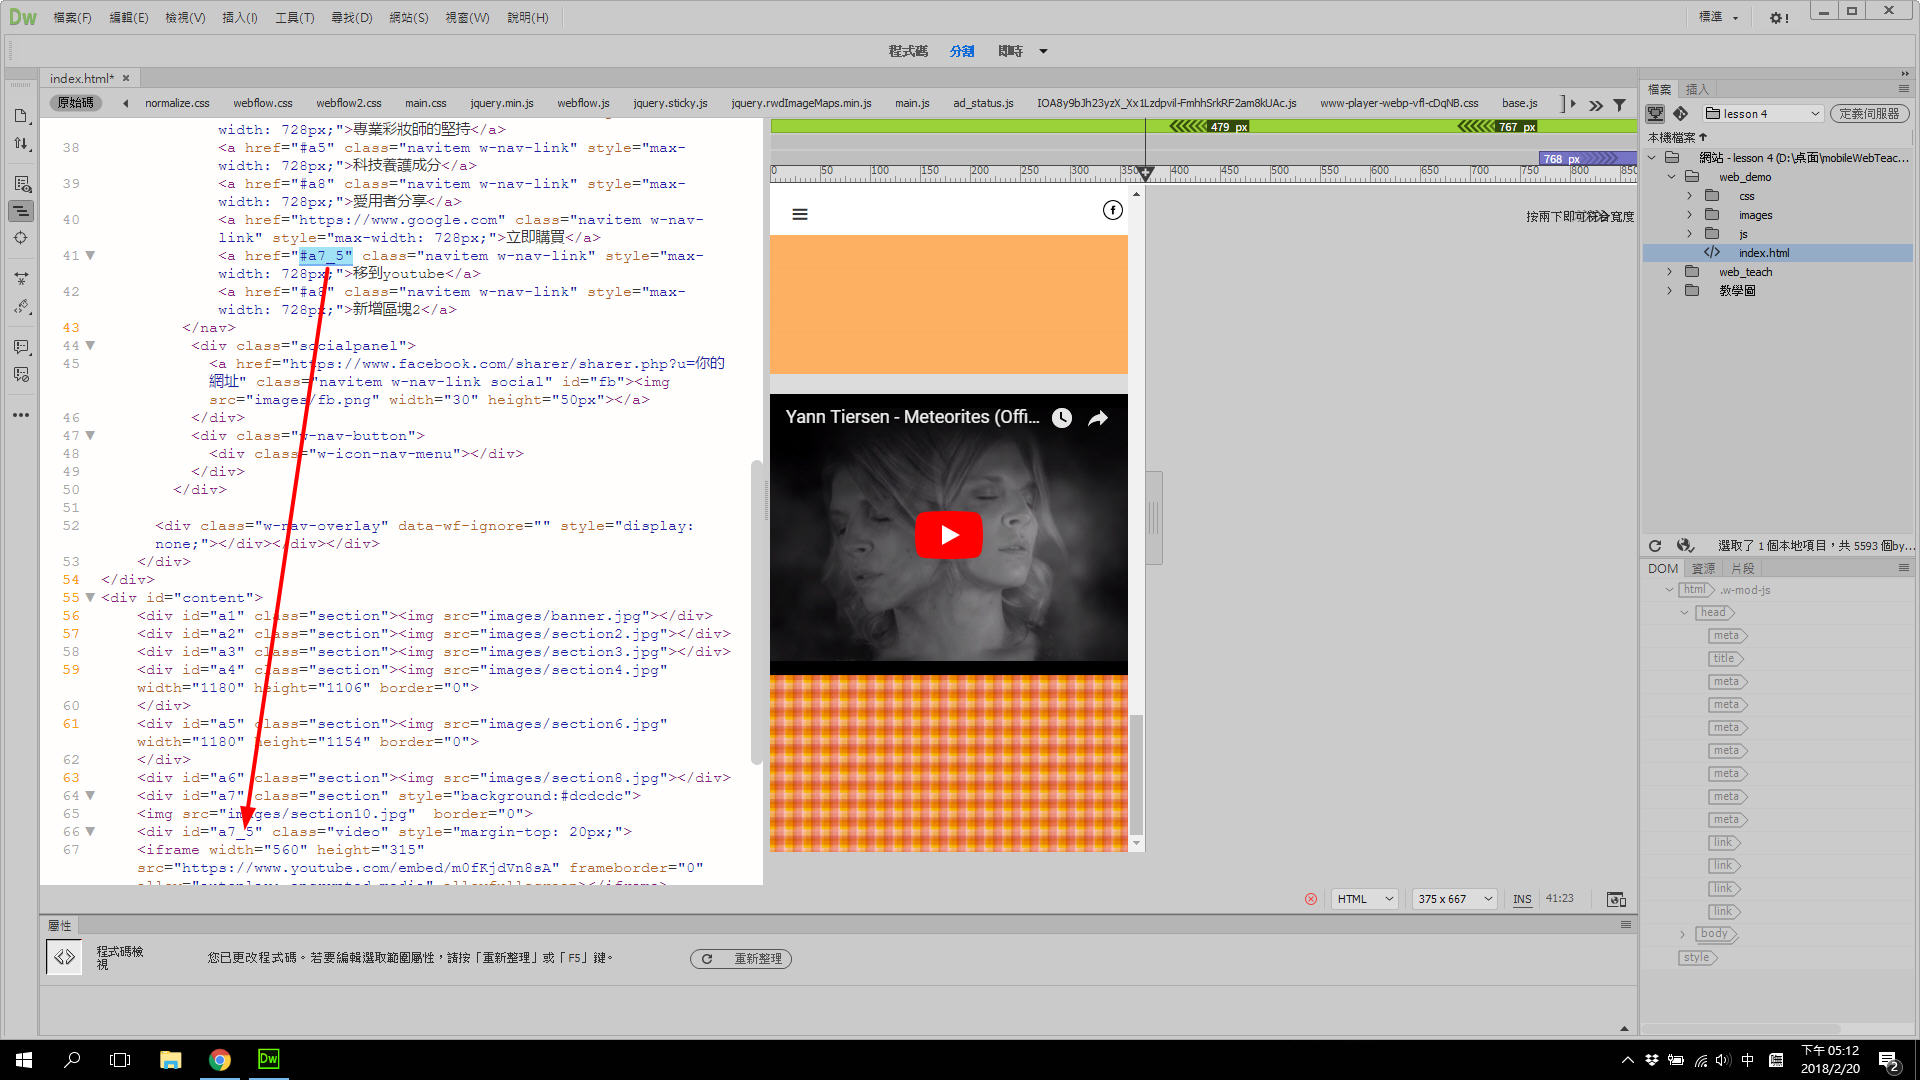 Dw 檔案(F) 編輯(E) 檢視(V) 插入(I) 工具(T) 尋找(D) 網站(S) 視窗(W) 說明(H) 標準
程式碼 分割 即時
index.html*
原始碼 normalize.css webflow.css webflow2.css main.css jquery.min.js webflow.js jquery.sticky.js jquery.rwdImageMaps.min.js main.js ad_status.js IOA8y9bJh23yzX_Xx1Lzdpvil-FmhhSrkRF2am8kUAc.js www-player-webp-vfl-cDqNB.css base.js
width: 728px;">專業彩妝師的堅持</a>
38 <a href="#a5" class="navitem w-nav-link" style="max-
width: 728px;">科技養護成分</a>
39 <a href="#a8" class="navitem w-nav-link" style="max-
width: 728px;">愛用者分享</a>
40 <a href="https://www.google.com" class="navitem w-nav-
link" style="max-width: 728px;">立即購買</a>
41 <a href="#a7_5" class="navitem w-nav-link" style="max-
width: 728px;">移到youtube</a>
42 <a href="#a8" class="navitem w-nav-link" style="max-
width: 728px;">新增區塊2</a>
43 </nav>
44 <div class="socialpanel">
45 <a href="https://www.facebook.com/sharer/sharer.php?u=你的
網址" class="navitem w-nav-link social" id="fb"><img
src="images/fb.png" width="30" height="50px"></a>
46 </div>
47 <div class="w-nav-button">
48 <div class="w-icon-nav-menu"></div>
49 </div>
50 </div>
51
52 <div class="w-nav-overlay" data-wf-ignore="" style="display:
none;"></div></div></div>
53 </div>
54 </div>
55 <div id="content">
56 <div id="a1" class="section"><img src="images/banner.jpg"></div>
57 <div id="a2" class="section"><img src="images/section2.jpg"></div>
58 <div id="a3" class="section"><img src="images/section3.jpg"></div>
59 <div id="a4" class="section"><img src="images/section4.jpg"
width="1180" height="1106" border="0">
60 </div>
61 <div id="a5" class="section"><img src="images/section6.jpg"
width="1180" height="1154" border="0">
62 </div>
63 <div id="a6" class="section"><img src="images/section8.jpg"></div>
64 <div id="a7" class="section" style="background:#dcdcdc">
65 <img src="images/section10.jpg" border="0">
66 <div id="a7_5" class="video" style="margin-top: 20px;">
67 <iframe width="560" height="315"
src="https://www.youtube.com/embed/m0fKjdVn8sA" frameborder="0"
479 px 767 px
768 px
0 50 100 150 200 250 300 350 400 450 500 550 600 650 700 750 800 850
f
Yann Tiersen - Meteorites (Offi...
HTML 375 x 667 INS 41:23
屬性
程式碼檢
視
您已更改程式碼。若要編輯選取範圍屬性，請按「重新整理」或「F5」鍵。 重新整理
檔案 插入
lesson 4 定義伺服器
本機檔案
網站 - lesson 4 (D:\桌面\mobileWebTeac...
web_demo
css
images
js
index.html
web_teach
教學圖
選取了 1 個本地項目，共 5593 個by...
DOM 資源 片段
html .w-mod-js
head
meta
title
meta
meta
meta
meta
meta
meta
meta
link
link
link
link
body
style
Dw 中 下午 05:12
2018/2/20 2